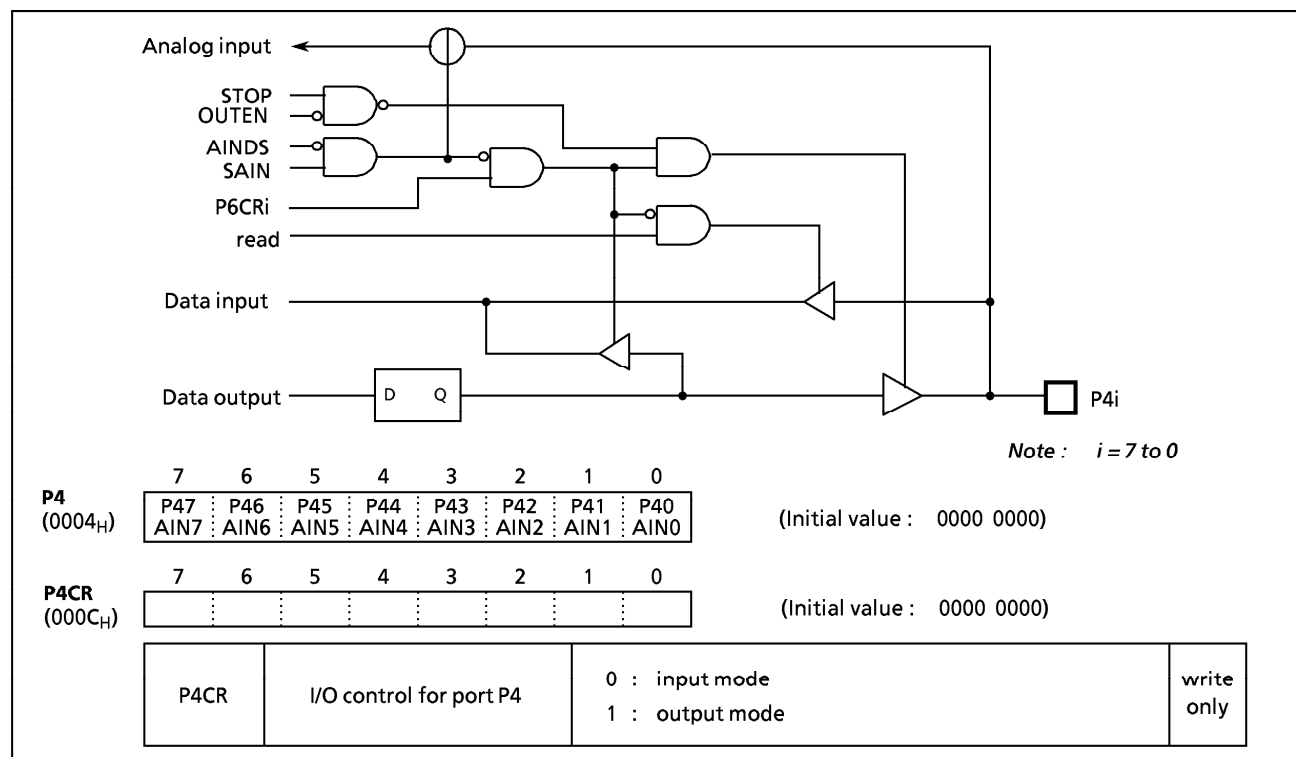 Analog input
STOP
OUTEN
AINDS
SAIN
P6CRi
read
Data input
Data output
D Q
P4i
Note : i = 7 to 0
7 6 5 4 3 2 1 0
P4
(0004H)
P47 P46 P45 P44 P43 P42 P41 P40
AIN7 AIN6 AIN5 AIN4 AIN3 AIN2 AIN1 AIN0
(Initial value : 0000 0000)
7 6 5 4 3 2 1 0
P4CR
(000CH)
(Initial value : 0000 0000)
P4CR
I/O control for port P4
0 : input mode
1 : output mode
write
only